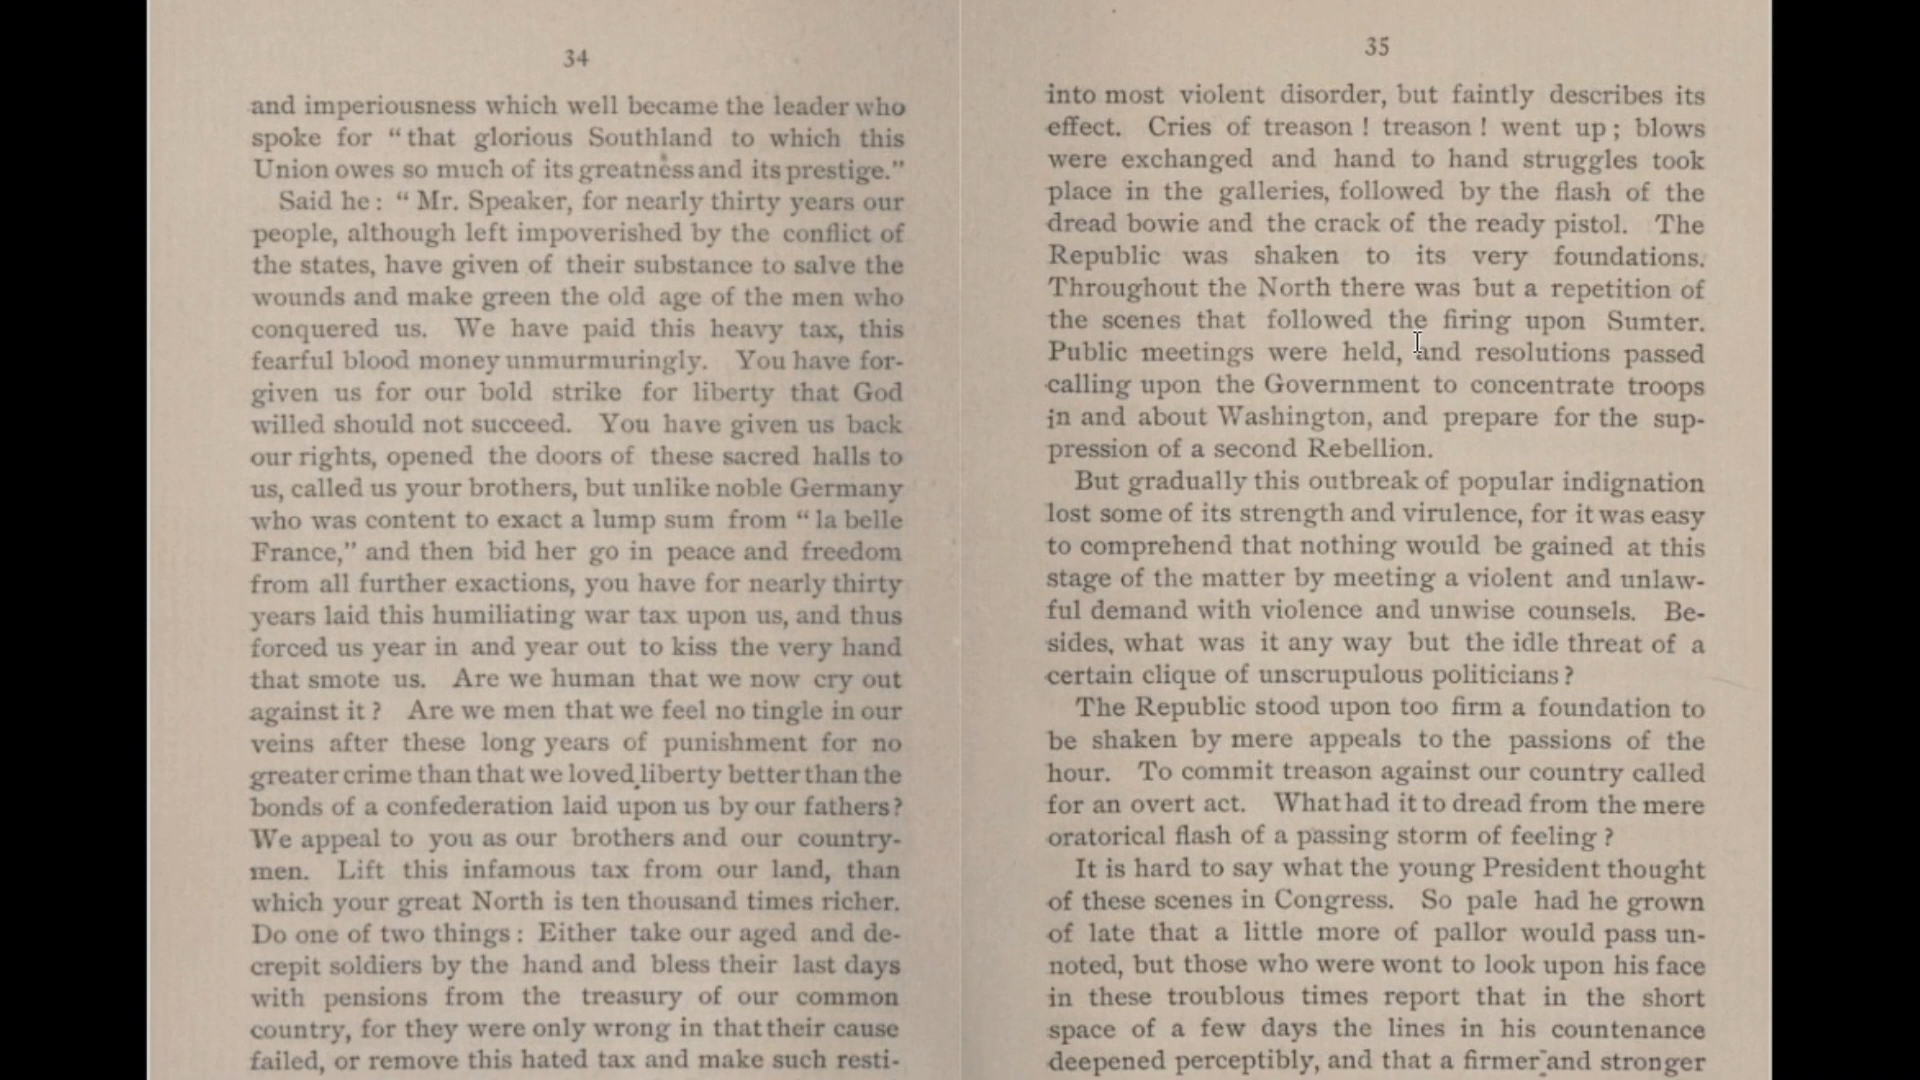 34
and imperiousness which well became the leader who
spoke for “that glorious Southland to which this
Union owes so much of its greatness and its prestige.”
Said he: “Mr. Speaker, for nearly thirty years our
people, although left impoverished by the conflict of
the states, have given of their substance to salve the
wounds and make green the old age of the men who
conquered us. We have paid this heavy tax, this
fearful blood money unmurmuringly. You have for-
given us for our bold strike for liberty that God
willed should not succeed. You have given us back
our rights, opened the doors of these sacred halls to
us, called us your brothers, but unlike noble Germany
who was content to exact a lump sum from “la belle
France,” and then bid her go in peace and freedom
from all further exactions, you have for nearly thirty
years laid this humiliating war tax upon us, and thus
forced us year in and year out to kiss the very hand
that smote us. Are we human that we now cry out
against it? Are we men that we feel no tingle in our
veins after these long years of punishment for no
greater crime than that we loved liberty better than the
bonds of a confederation laid upon us by our fathers?
We appeal to you as our brothers and our country-
men. Lift this infamous tax from our land, than
which your great North is ten thousand times richer.
Do one of two things: Either take our aged and de-
crepit soldiers by the hand and bless their last days
with pensions from the treasury of our common
country, for they were only wrong in that their cause
failed, or remove this hated tax and make such resti-
35
into most violent disorder, but faintly describes its
effect. Cries of treason! treason! went up; blows
were exchanged and hand to hand struggles took
place in the galleries, followed by the flash of the
dread bowie and the crack of the ready pistol. The
Republic was shaken to its very foundations.
Throughout the North there was but a repetition of
the scenes that followed the firing upon Sumter.
Public meetings were held, and resolutions passed
calling upon the Government to concentrate troops
in and about Washington, and prepare for the sup-
pression of a second Rebellion.
But gradually this outbreak of popular indignation
lost some of its strength and virulence, for it was easy
to comprehend that nothing would be gained at this
stage of the matter by meeting a violent and unlaw-
ful demand with violence and unwise counsels. Be-
sides, what was it any way but the idle threat of a
certain clique of unscrupulous politicians?
The Republic stood upon too firm a foundation to
be shaken by mere appeals to the passions of the
hour. To commit treason against our country called
for an overt act. What had it to dread from the mere
oratorical flash of a passing storm of feeling?
It is hard to say what the young President thought
of these scenes in Congress. So pale had he grown
of late that a little more of pallor would pass un-
noted, but those who were wont to look upon his face
in these troublous times report that in the short
space of a few days the lines in his countenance
deepened perceptibly, and that a firmer and stronger